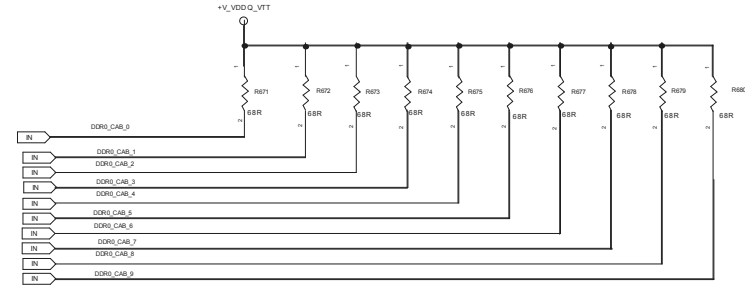 +V_VDDQ_VTT
1 1 1 1 1 1 1 1 1 1
R671 R672 R673 R674 R675 R676 R677 R678 R679 R680
68R 68R 68R 68R 68R 68R 68R 68R 68R 68R
2 2 2 2 2 2 2 2 2 2
IN DDR0_CAB_0
IN DDR0_CAB_1
IN DDR0_CAB_2
IN DDR0_CAB_3
IN DDR0_CAB_4
IN DDR0_CAB_5
IN DDR0_CAB_6
IN DDR0_CAB_7
IN DDR0_CAB_8
IN DDR0_CAB_9